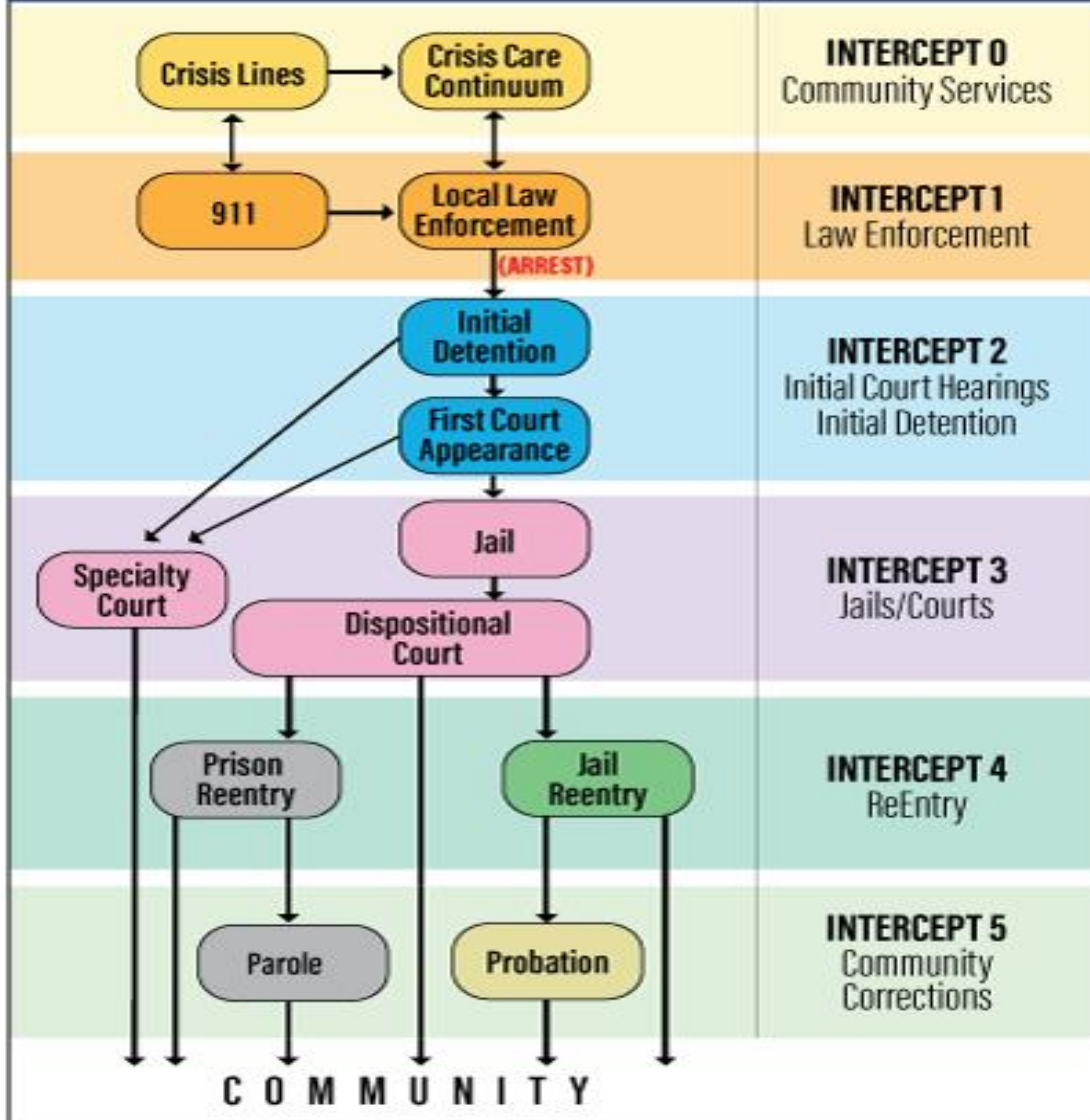 Crisis Lines
Crisis Care
Continuum
INTERCEPT 0
Community Services
911
Local Law
Enforcement
(ARREST)
INTERCEPT 1
Law Enforcement
Initial
Detention
First Court
Appearance
INTERCEPT 2
Initial Court Hearings
Initial Detention
Jail
Specialty
Court
Dispositional
Court
INTERCEPT 3
Jails/Courts
Prison
Reentry
Jail
Reentry
INTERCEPT 4
ReEntry
Parole
Probation
INTERCEPT 5
Community
Corrections
COMMUNITY